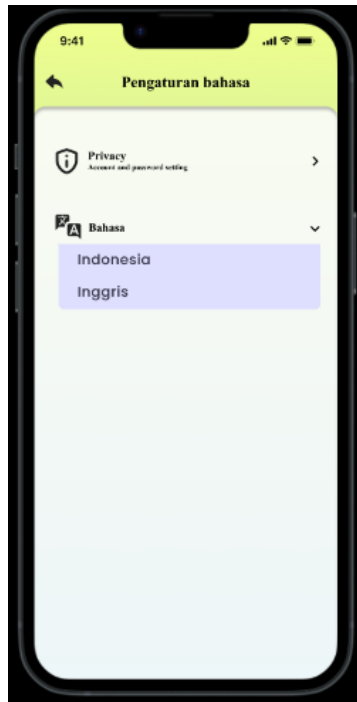 9:41
Pengaturan bahasa
Privacy
Account and password setting
Bahasa
Indonesia
Inggris